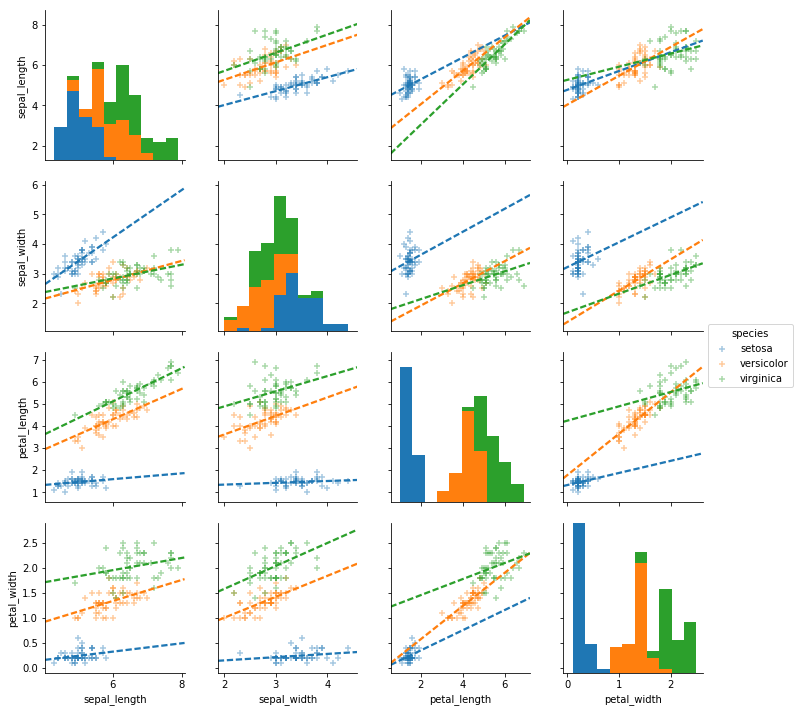 sepal_length
8
6
4
2
sepal_width
6
5
4
3
2
petal_length
7
6
5
4
3
2
1
petal_width
2.5
2.0
1.5
1.0
0.5
0.0
6 8
sepal_length
2 3 4
sepal_width
2 4 6
petal_length
0 1 2
petal_width
species
setosa
versicolor
virginica